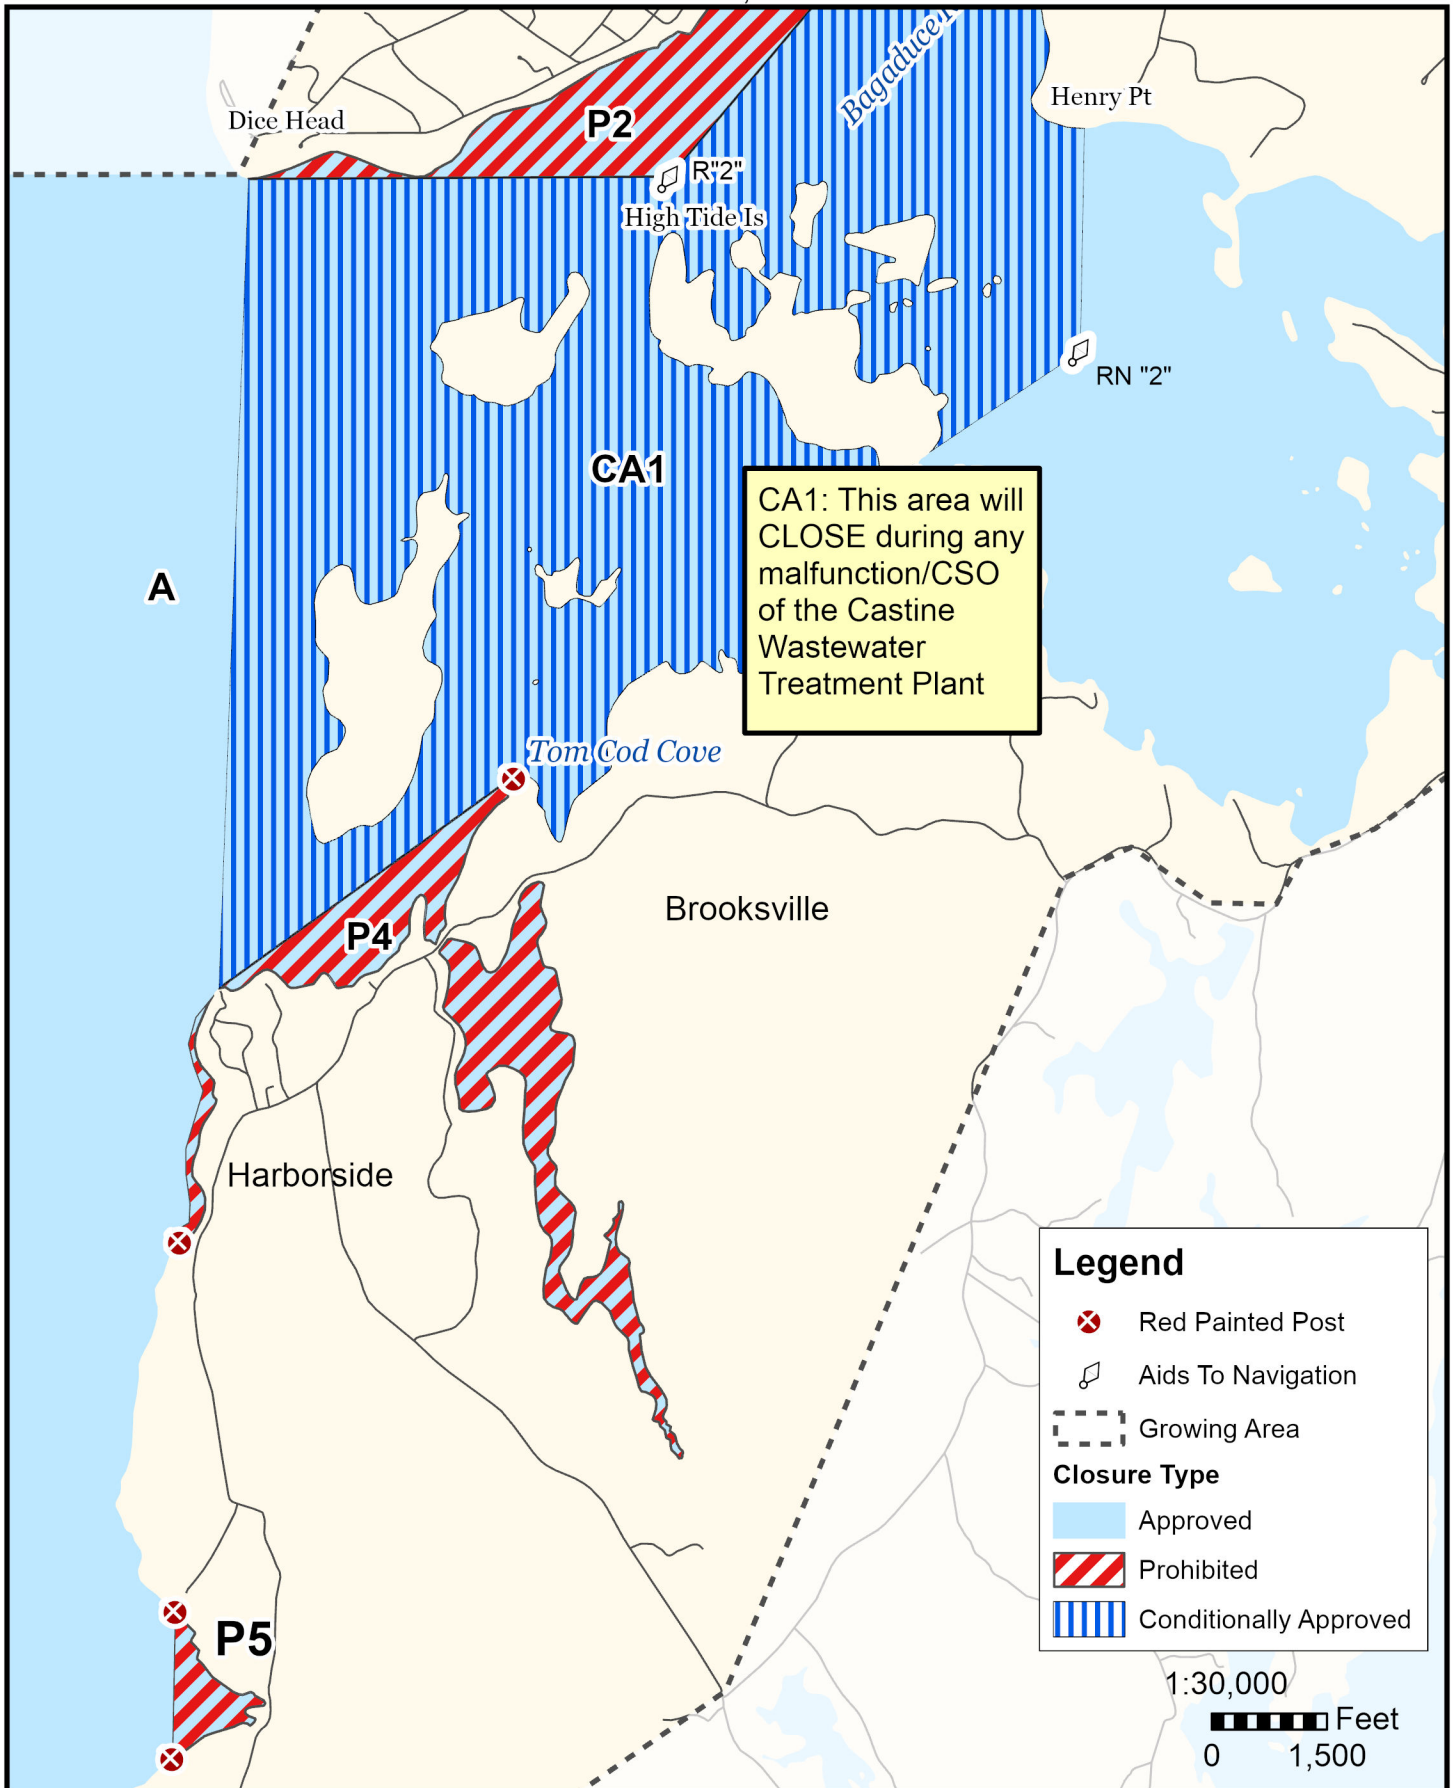 Bagaduce
Henry Pt
Dice Head
P2
R"2"
High Tide Is
RN "2"
CA1
CA1: This area will
CLOSE during any
malfunction/CSO
of the Castine
Wastewater
Treatment Plant
A
Tom Cod Cove
Brooksville
P4
Harborside
P5
Legend
Red Painted Post
Aids To Navigation
Growing Area
Closure Type
Approved
Prohibited
Conditionally Approved
1:30,000
Feet
0 1,500